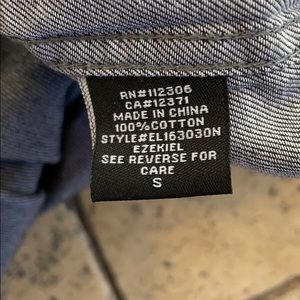 RN#112306
CA#12371
MADE IN CHINA
100%COTTON
STYLE#EL163030N
EZEKIEL
SEE REVERSE FOR
CARE
S